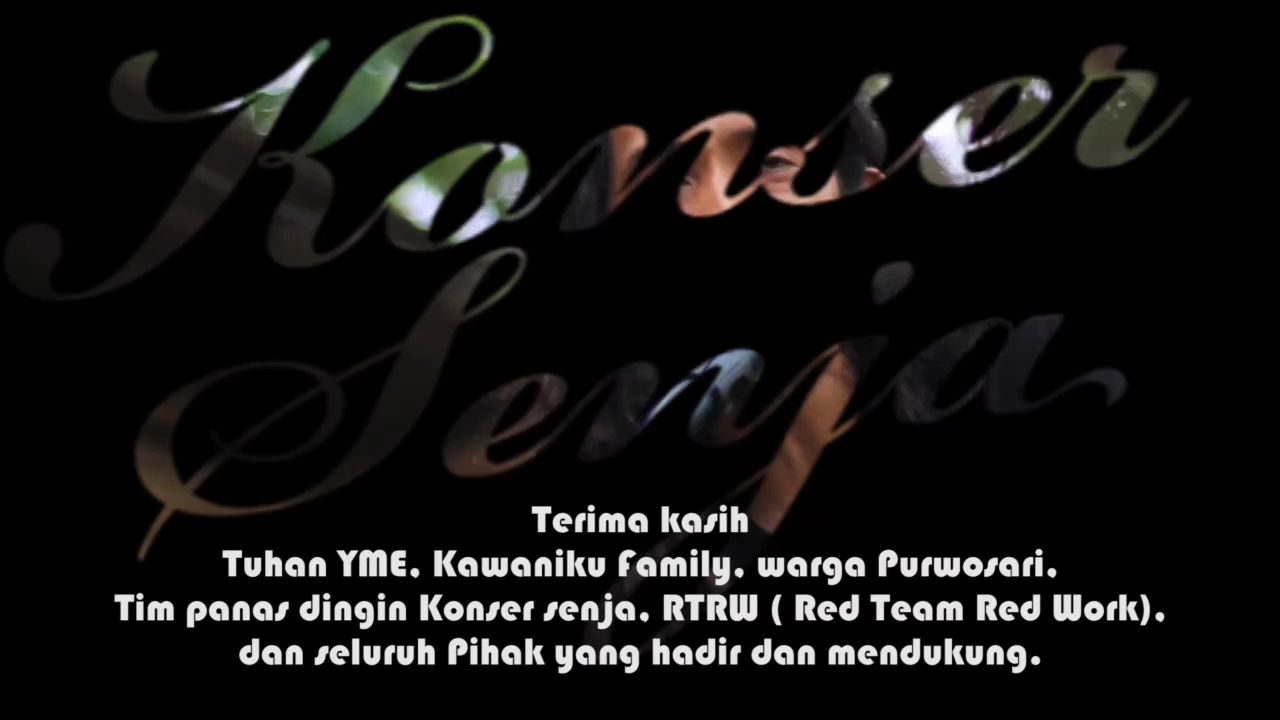 Konser
Senja
Terima kasih
Tuhan YME, Kawaniku Family, warga Purwosari,
Tim panas dingin Konser senja, RTRW ( Red Team Red Work),
dan seluruh Pihak yang hadir dan mendukung.